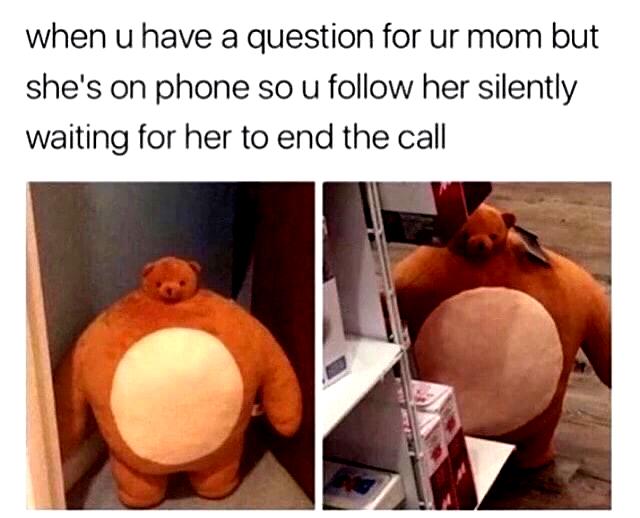 when u have a question for ur mom but
she's on phone so u follow her silently
waiting for her to end the call